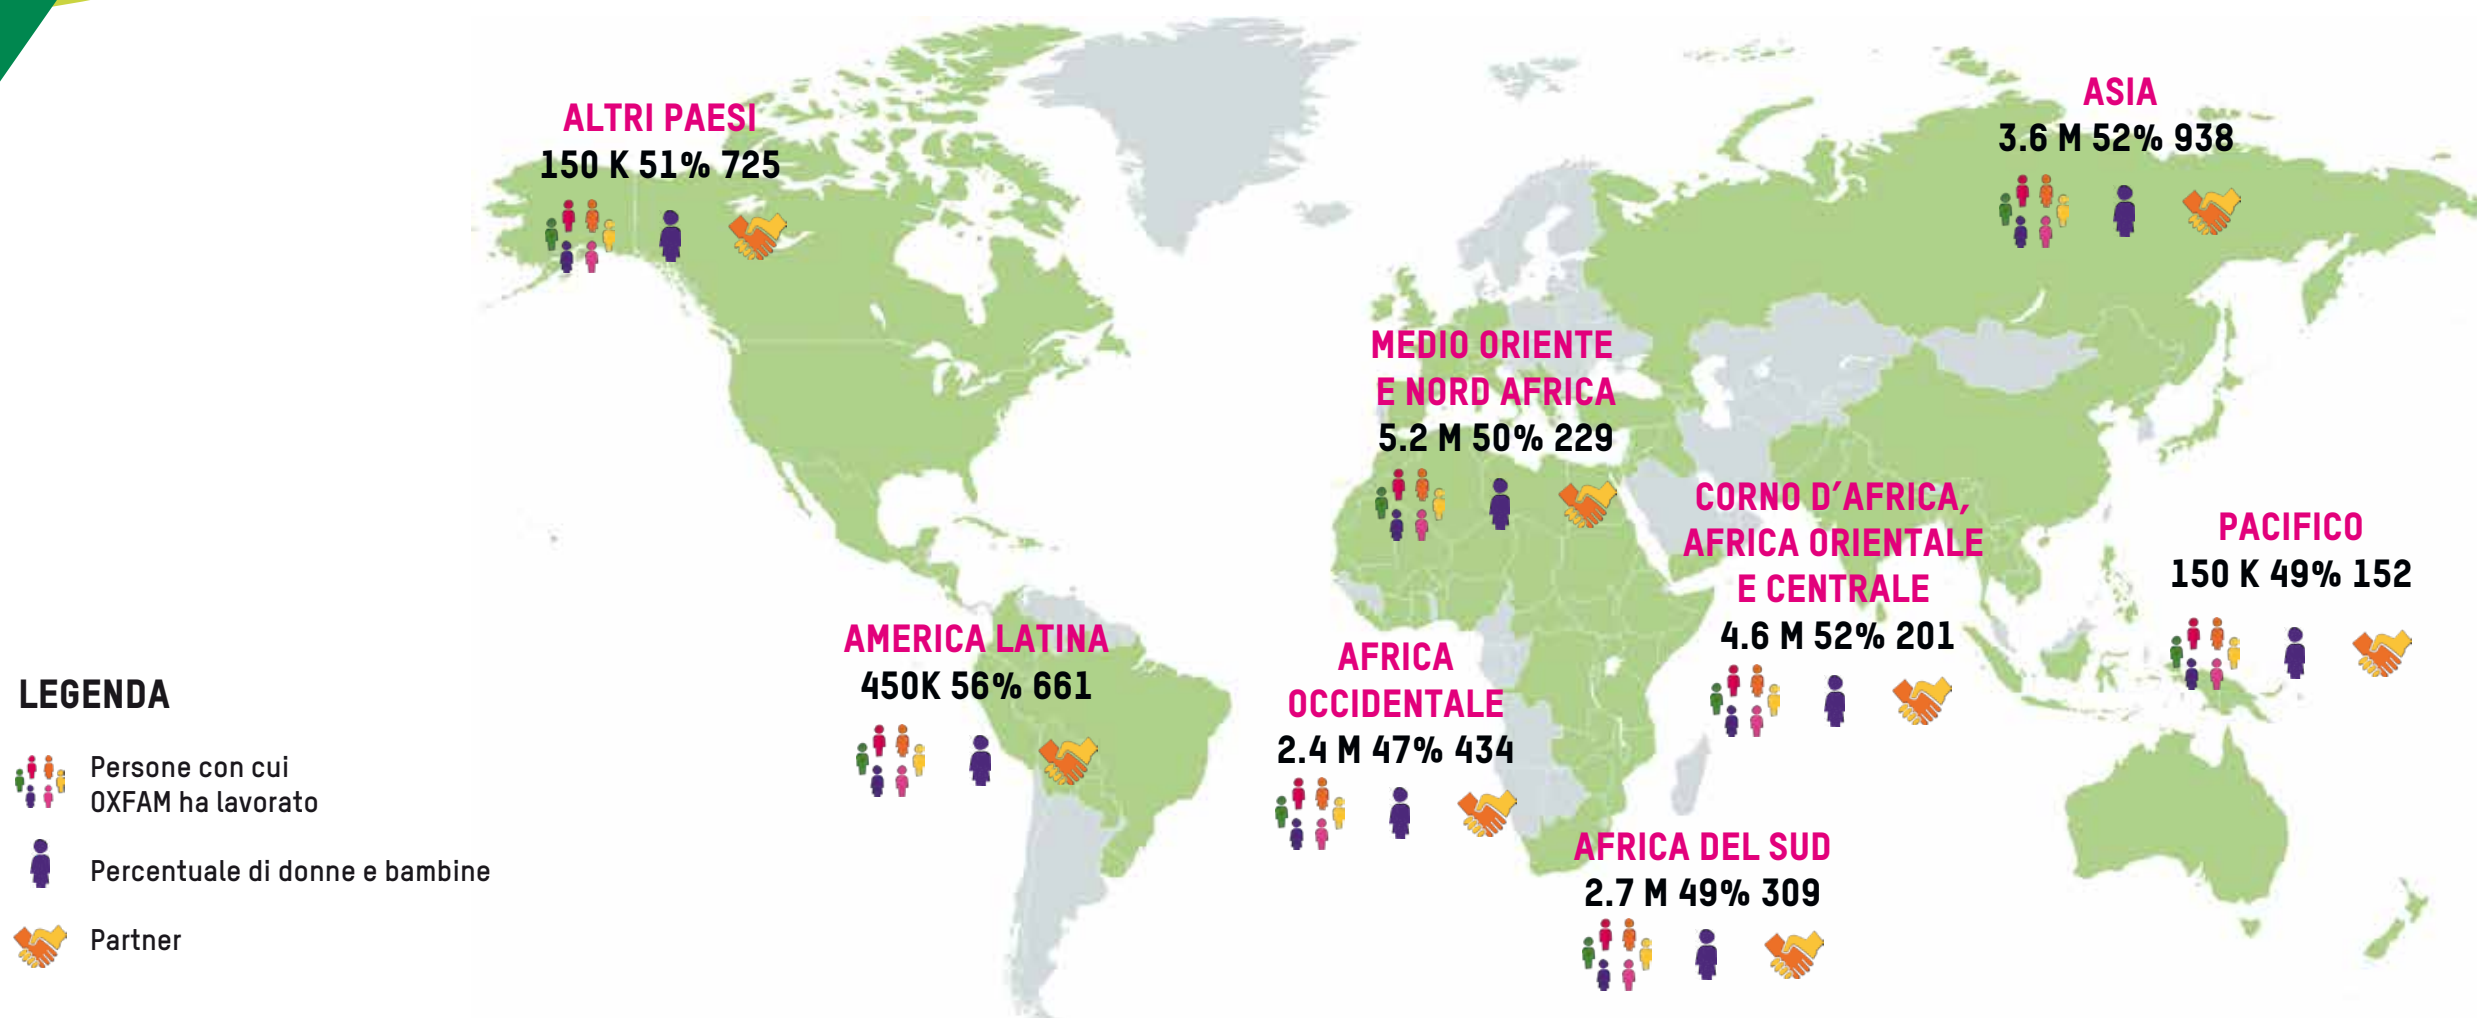 ALTRI PAESI
150 K 51% 725
ASIA
3.6 M 52% 938
MEDIO ORIENTE
E NORD AFRICA
5.2 M 50% 229
CORNO D'AFRICA,
AFRICA ORIENTALE
E CENTRALE
4.6 M 52% 201
PACIFICO
150 K 49% 152
AMERICA LATINA
450K 56% 661
AFRICA
OCCIDENTALE
2.4 M 47% 434
AFRICA DEL SUD
2.7 M 49% 309
LEGENDA
Persone con cui
OXFAM ha lavorato
Percentuale di donne e bambine
Partner